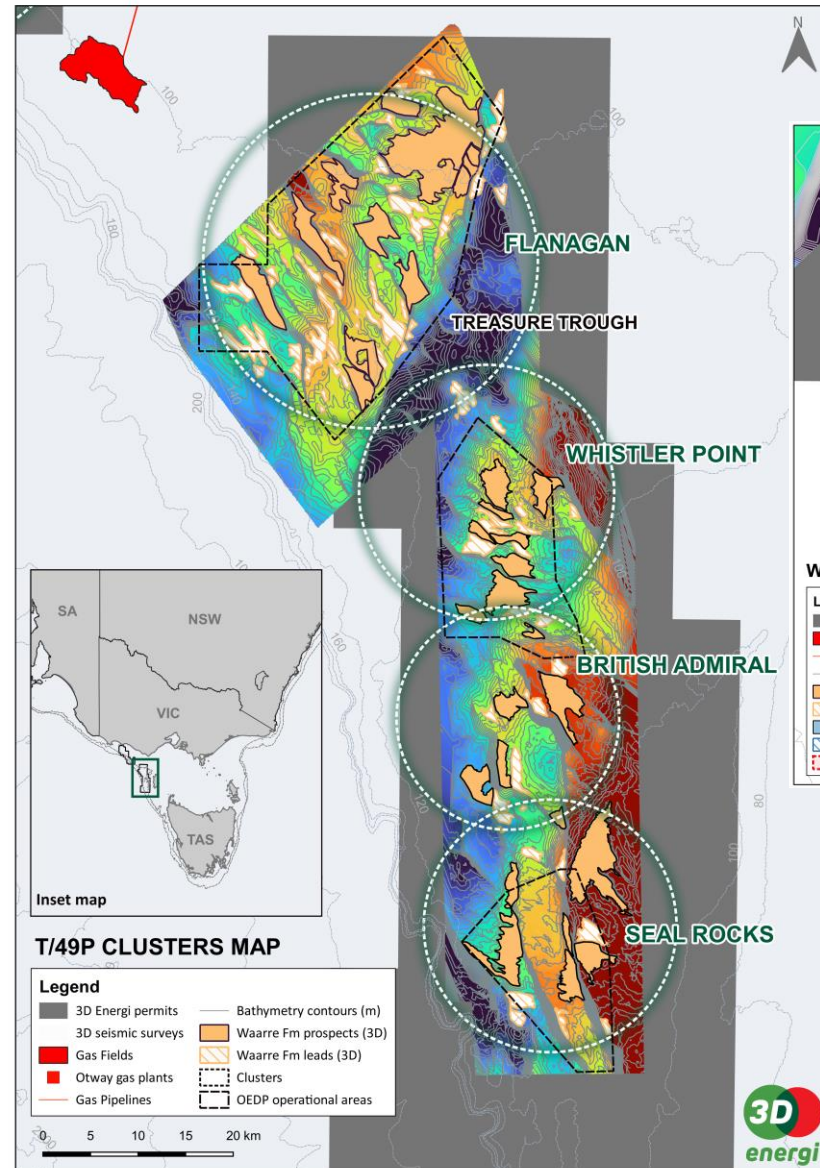 N
100
100
180
FLANAGAN
TREASURE TROUGH
140
200
WHISTLER POINT
160
BRITISH ADMIRAL
120
80
100
SEAL ROCKS
SA
NSW
VIC
TAS
Inset map
T/49P CLUSTERS MAP
Legend
3D Energi permits
3D seismic surveys
Gas Fields
Otway gas plants
Gas Pipelines
Bathymetry contours (m)
Waarre Fm prospects (3D)
Waarre Fm leads (3D)
Clusters
OEDP operational areas
0 5 10 15 20 km
W
L
3D
energi